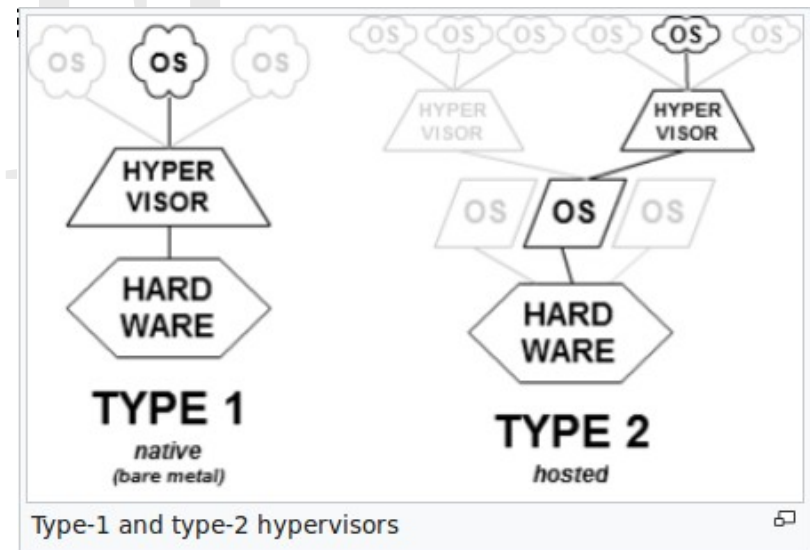 OS OS OS
HYPER
VISOR
HARD
WARE
TYPE 1
native
(bare metal)
OS OS OS OS OS OS
HYPER
VISOR
HYPER
VISOR
OS OS OS
HARD
WARE
TYPE 2
hosted
Type-1 and type-2 hypervisors